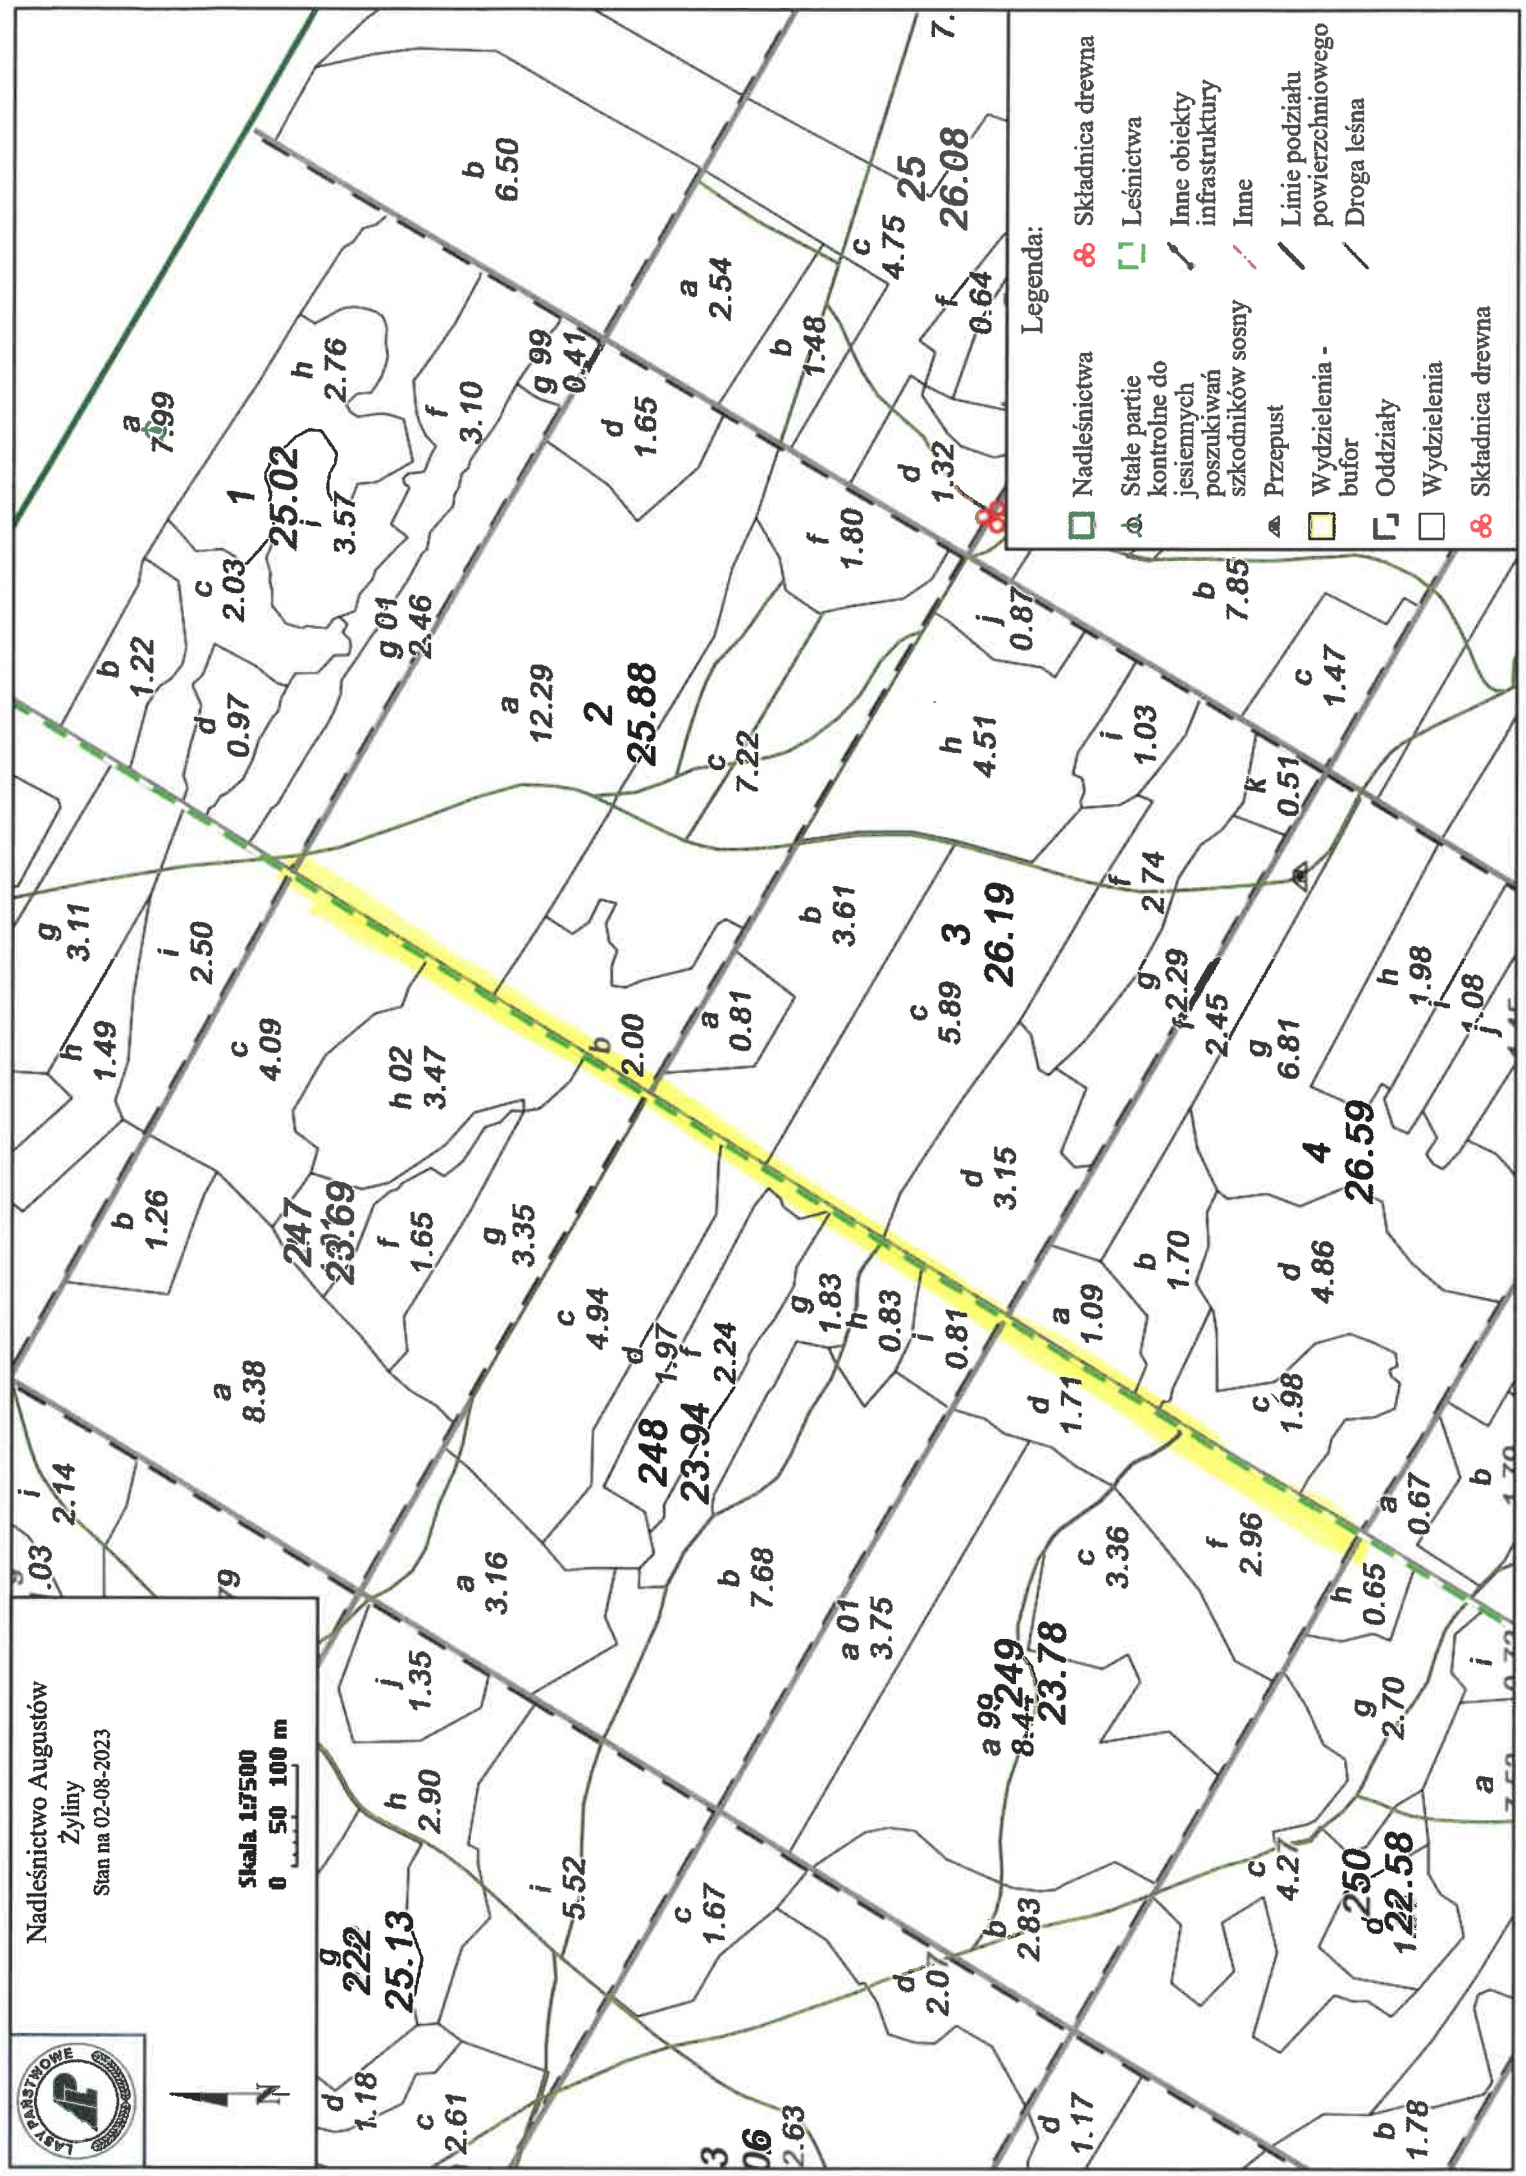 LASY PAŃSTWOWE
LP
N
Nadleśnictwo Augustów
Żyliny
Stan na 02-08-2023
Skala 1:7500
0 50 100 m
Legenda:
Nadleśnictwa
Stałe partie
kontrolne do
jesiennych
poszukiwań
szkodników sosny
Przepust
Wydzielenia -
bufor
Oddziały
Wydzielenia
Składnica drewna
Składnica drewna
Leśnictwa
Inne obiekty
infrastruktury
Inne
Linie podziału
powierzchniowego
Droga leśna
g
222
25.13
d
1.18
c
2.61
h
2.90
j
1.35
i
5.52
c
1.67
d
2.07
b
2.83
2.63
d
1.17
b
1.78
i
2.14
a
8.38
b
1.26
h
1.49
g
3.11
i
2.50
c
4.09
h 02
3.47
247
23.69
f
1.65
g
3.35
a
3.16
c
4.94
d
1.97
f
2.24
248
23.94
g
1.83
h
0.83
i
0.81
b
7.68
a 01
3.75
a 99
249
23.78
d
1.71
c
3.36
f
2.96
h
0.65
g
2.70
i
a
c
4.27
250
22.58
a
7.99
b
1.22
c
2.03
1
25.02
i
3.57
d
0.97
h
2.76
f
3.10
g 01
2.46
g 99
0.41
b
6.50
a
12.29
2
25.88
c
7.22
d
1.65
f
1.80
b
2.00
a
2.54
b
1.48
c
4.75
25
26.08
f
0.64
d
1.32
a
0.81
b
3.61
3
26.19
c
5.89
d
3.15
h
4.51
i
1.03
j
0.87
k
0.51
f
2.74
g
2.29
b
7.85
c
1.47
f
2.45
g
6.81
4
26.59
h
1.98
i
1.08
j
a
1.09
b
1.70
d
4.86
c
1.98
a
0.67
b